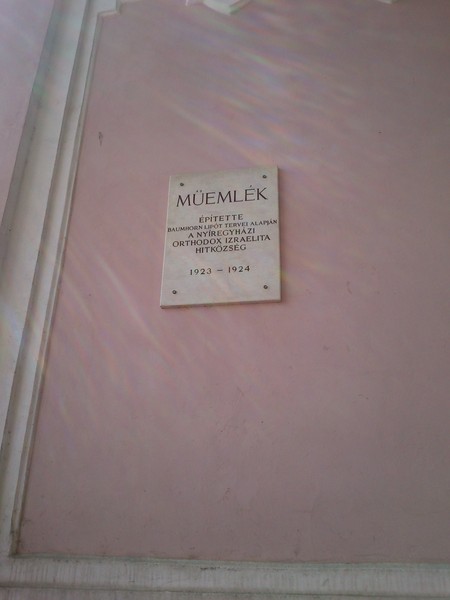 MŰEMLÉK
ÉPÍTETTE
BAUMHORN LIPÓT TERVEI ALAPJÁN
A NYÍREGYHÁZI
ORTHODOX IZRAELITA
HITKÖZSÉG
1923 – 1924